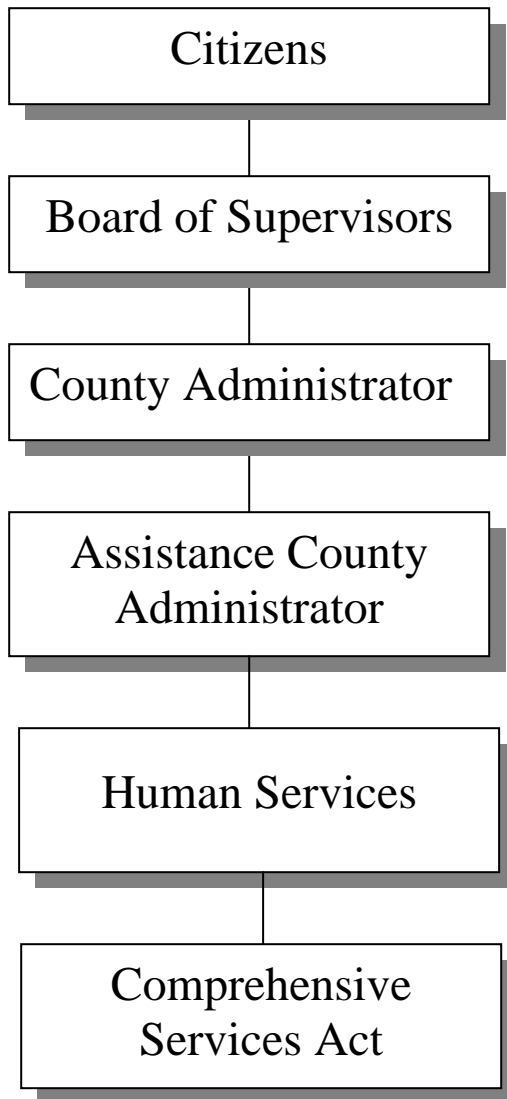 Citizens
Board of Supervisors
County Administrator
Assistance County
Administrator
Human Services
Comprehensive
Services Act